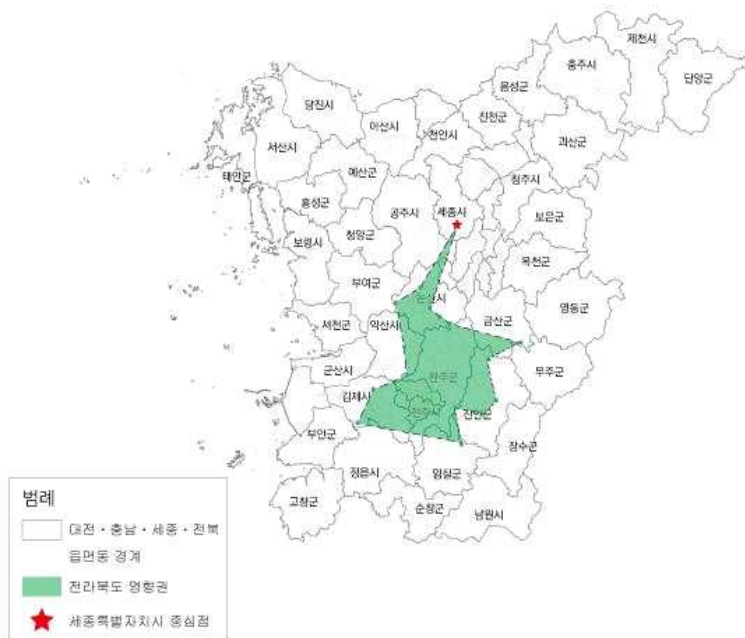 제천시
충주시
단양군
음성군
당진시
진천군
아산시
천안시
괴산군
서산시
예산군
태안군
청주시
홍성군
공주시
세종시
보은군
보령시
청양군
옥천군
부여군
논산시
영동군
서천군
익산시
금산군
군산시
완주군
무주군
김제시
전주시
진안군
부안군
장수군
정읍시
임실군
고창군
순창군
남원시
범례
대전·충남·세종·전북
읍면동 경계
전라북도 영향권
세종특별자치시 중심점